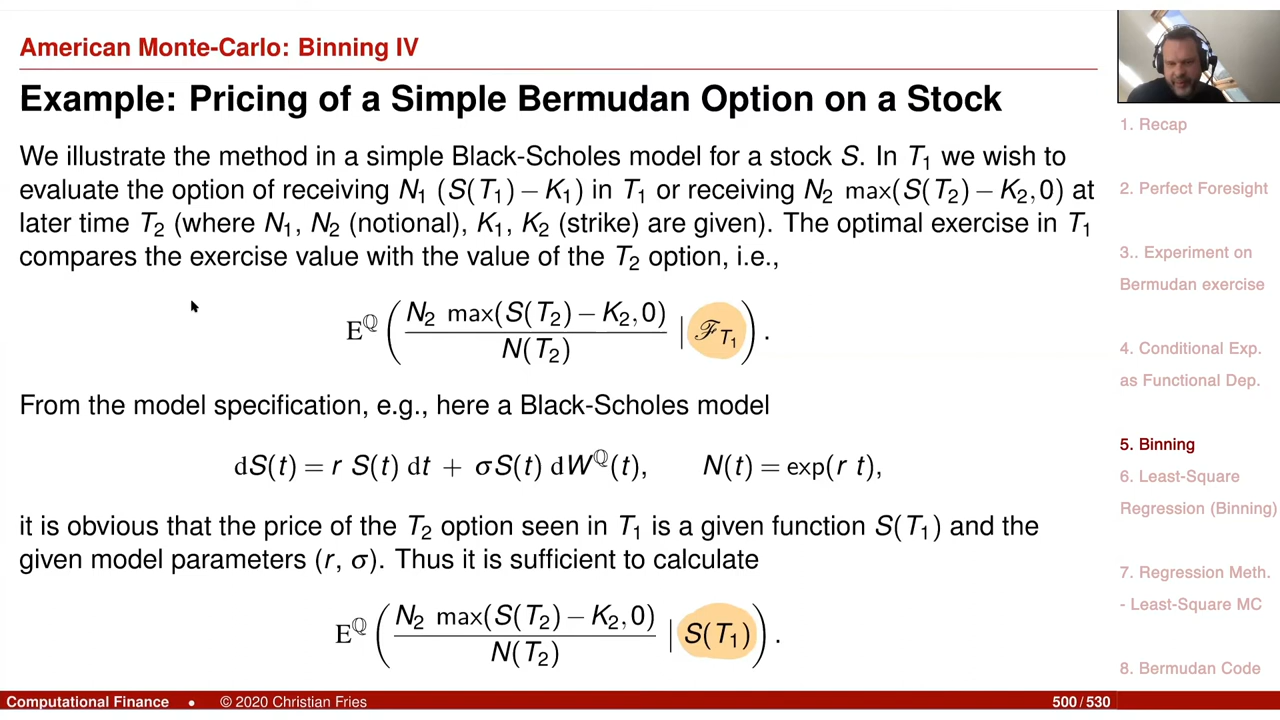 American Monte-Carlo: Binning IV
Example: Pricing of a Simple Bermudan Option on a Stock
We illustrate the method in a simple Black-Scholes model for a stock S. In T₁ we wish to
evaluate the option of receiving N₁ (S(T₁) − K₁) in T₁ or receiving N₂ max(S(T₂) − K₂, 0) at
later time T₂ (where N₁, N₂ (notional), K₁, K₂ (strike) are given). The optimal exercise in T₁
compares the exercise value with the value of the T₂ option, i.e.,
E^ℚ ( N₂ max(S(T₂) − K₂, 0) / N(T₂) | ℱ_T₁ ) .
From the model specification, e.g., here a Black-Scholes model
dS(t) = r S(t) dt + σS(t) dW^ℚ(t), N(t) = exp(r t),
it is obvious that the price of the T₂ option seen in T₁ is a given function S(T₁) and the
given model parameters (r, σ). Thus it is sufficient to calculate
E^ℚ ( N₂ max(S(T₂) − K₂, 0) / N(T₂) | S(T₁) ) .
1. Recap
2. Perfect Foresight
3.. Experiment on
Bermudan exercise
4. Conditional Exp.
as Functional Dep.
5. Binning
6. Least-Square
Regression (Binning)
7. Regression Meth.
- Least-Square MC
8. Bermudan Code
Computational Finance • © 2020 Christian Fries 500 / 530